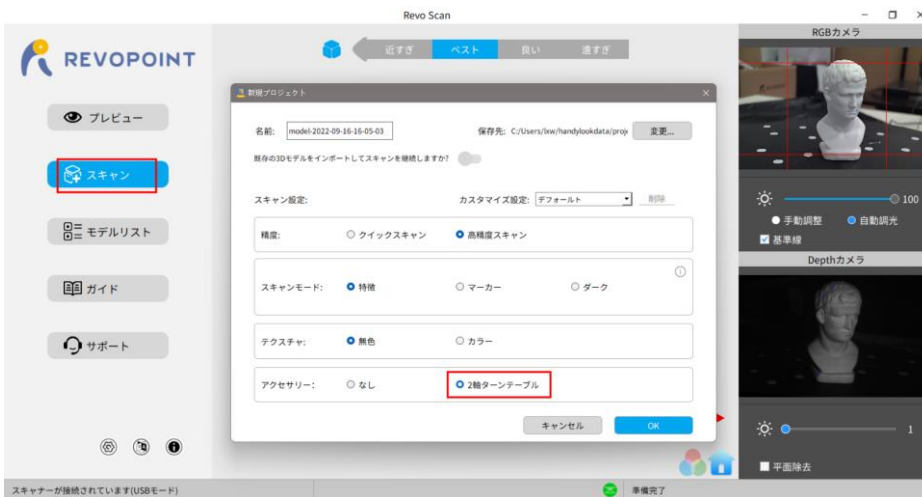 Revo Scan
REVOPOINT
プレビュー
スキャン
モデルリスト
ガイド
サポート
近すぎ ベスト 良い 遠すぎ
新規プロジェクト
名前: model-2022-09-16-16-05-03 保存先: C:/Users/lxw/handylookdata/proje 変更...
既存の3Dモデルをインポートしてスキャンを継続しますか?
スキャン設定: カスタマイズ設定: デフォールト 削除
精度: クイックスキャン 高精度スキャン
スキャンモード: 特徴 マーカー ダーク
テクスチャ: 無色 カラー
アクセサリー: なし 2軸ターンテーブル
キャンセル OK
RGBカメラ
100
手動調整 自動調光
基準線
Depthカメラ
1
平面除去
スキャナーが接続されています(USBモード) 準備完了